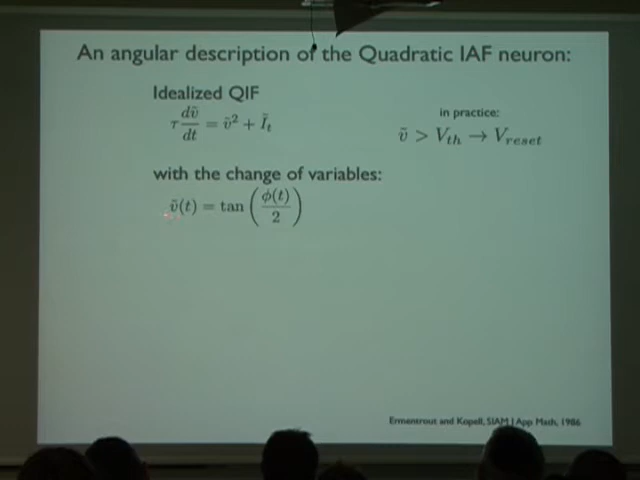 An angular description of the Quadratic IAF neuron:
Idealized QIF
τ dṽ/dt = ṽ² + Ĩₜ
in practice:
ṽ > V_th → V_reset
with the change of variables:
ṽ(t) = tan(ϕ(t)/2)
Ermentrout and Kopell, SIAM J App Math, 1986